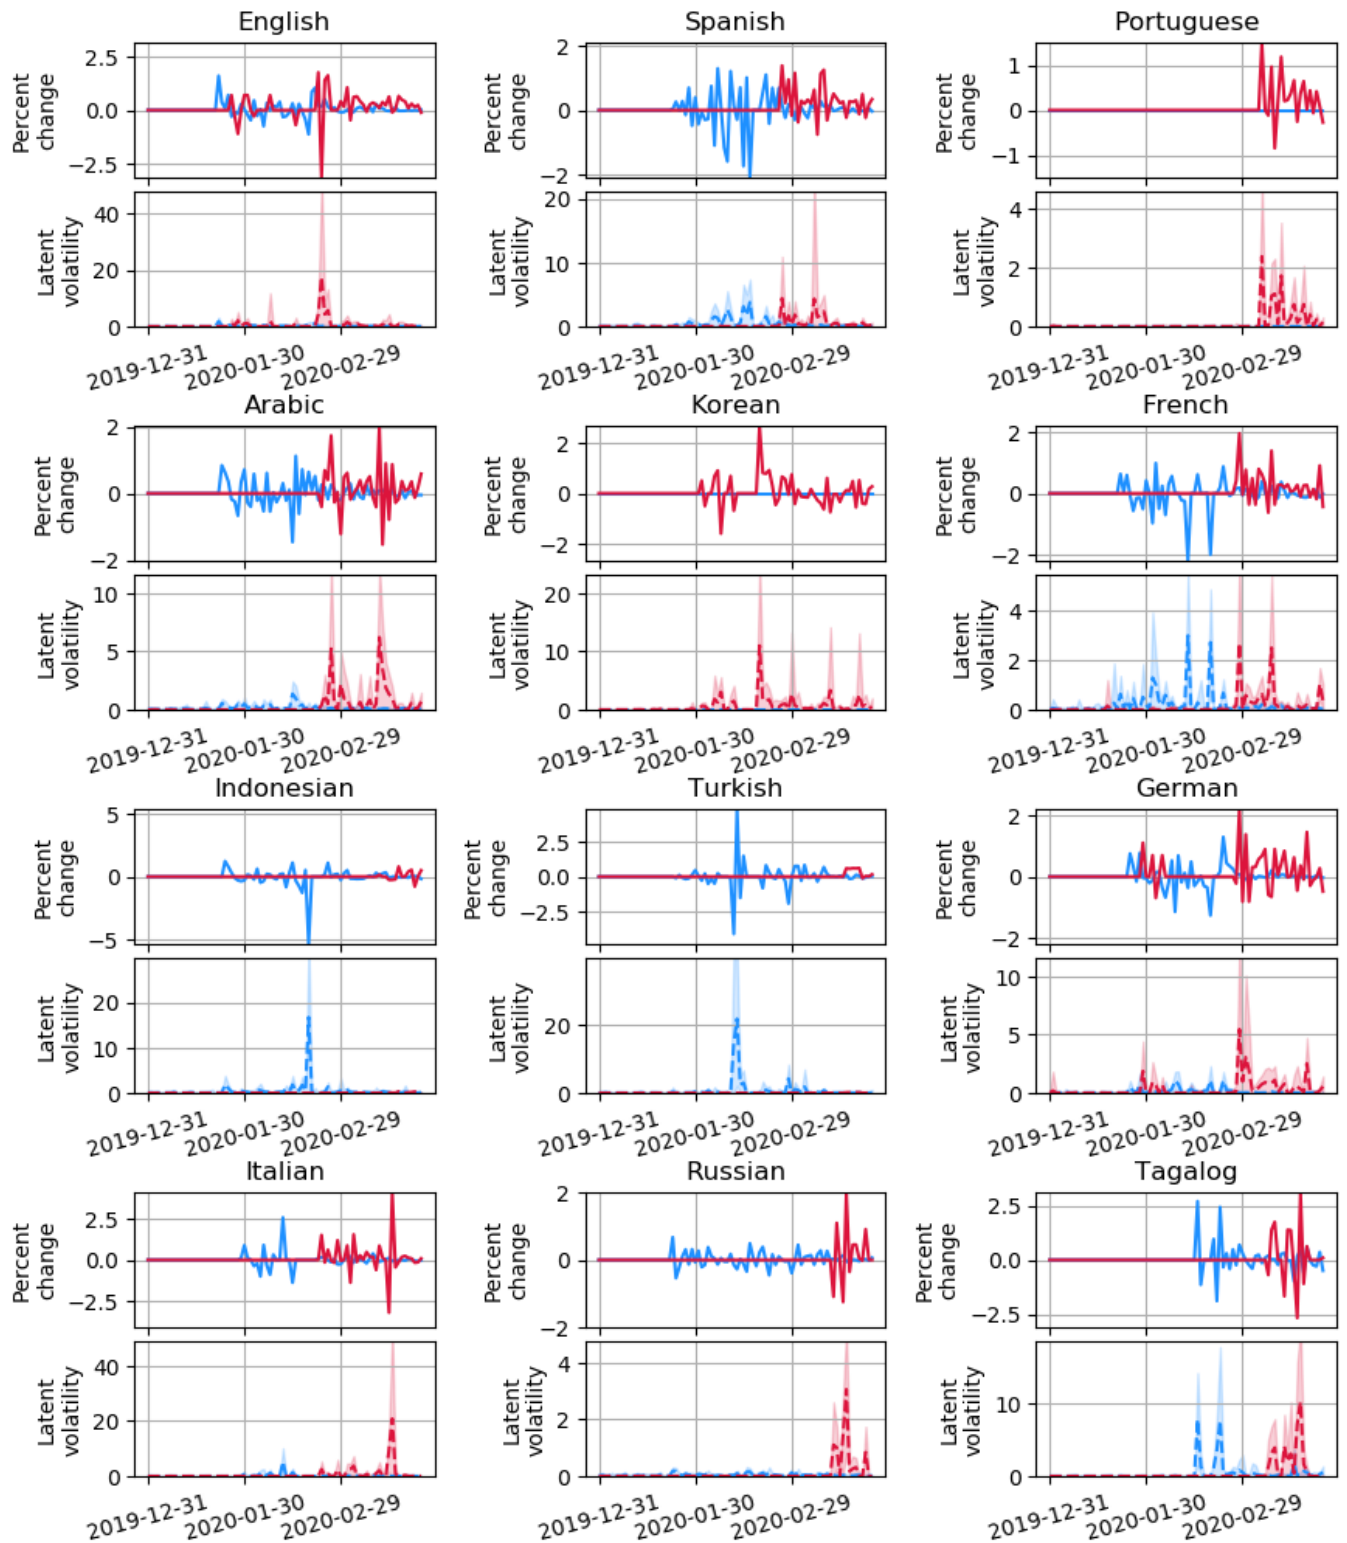 English
Spanish
Portuguese
Percent
change
2.5
0.0
−2.5
Percent
change
2
0
−2
Percent
change
1
0
−1
Latent
volatility
40
20
0
Latent
volatility
20
10
0
Latent
volatility
4
2
0
2019-12-31
2020-01-30
2020-02-29
2019-12-31
2020-01-30
2020-02-29
2019-12-31
2020-01-30
2020-02-29
Arabic
Korean
French
Percent
change
2
0
−2
Percent
change
2
0
−2
Percent
change
2
0
−2
Latent
volatility
10
5
0
Latent
volatility
20
10
0
Latent
volatility
4
2
0
2019-12-31
2020-01-30
2020-02-29
2019-12-31
2020-01-30
2020-02-29
2019-12-31
2020-01-30
2020-02-29
Indonesian
Turkish
German
Percent
change
5
0
−5
Percent
change
2.5
0.0
−2.5
Percent
change
2
0
−2
Latent
volatility
20
10
0
Latent
volatility
20
0
Latent
volatility
10
5
0
2019-12-31
2020-01-30
2020-02-29
2019-12-31
2020-01-30
2020-02-29
2019-12-31
2020-01-30
2020-02-29
Italian
Russian
Tagalog
Percent
change
2.5
0.0
−2.5
Percent
change
2
0
−2
Percent
change
2.5
0.0
−2.5
Latent
volatility
40
20
0
Latent
volatility
4
2
0
Latent
volatility
10
0
2019-12-31
2020-01-30
2020-02-29
2019-12-31
2020-01-30
2020-02-29
2019-12-31
2020-01-30
2020-02-29